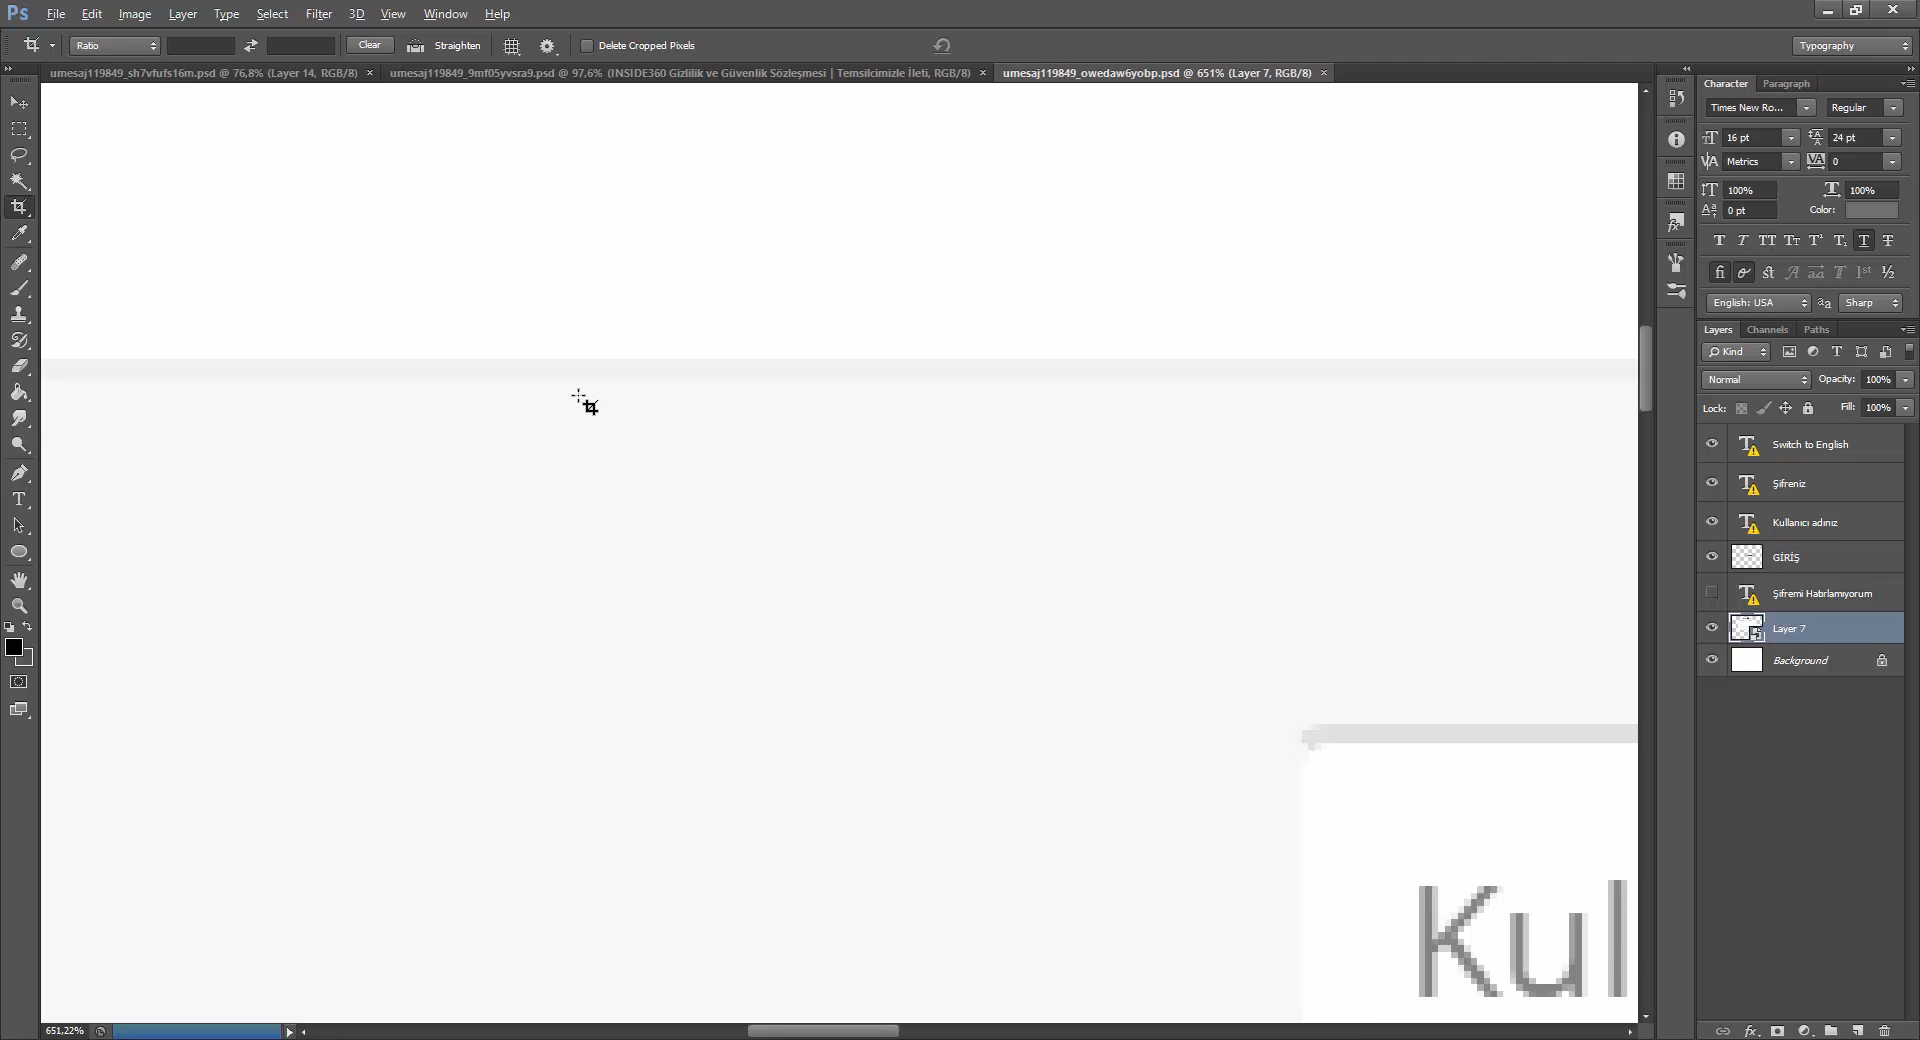 Ps File Edit Image Layer Type Select Filter 3D View Window Help
Ratio Clear Straighten Delete Cropped Pixels Typography
umesaj119849_sh7vfufs16m.psd @ 76,8% (Layer 14, RGB/8) × umesaj119849_9mf05yvsra9.psd @ 97,6% (INSIDE360 Gizlilik ve Güvenlik Sözleşmesi | Temsilcimizle İleti, RGB/8) × umesaj119849_owedaw6yobp.psd @ 651% (Layer 7, RGB/8) ×
Character Paragraph
Times New Ro... Regular
16 pt 24 pt
Metrics 0
100% 100%
0 pt Color:
English: USA Sharp
Layers Channels Paths
Kind
Normal Opacity: 100%
Lock: Fill: 100%
Switch to English
Şifreniz
Kullanıcı adınız
GİRİŞ
Şifremi Hatırlamıyorum
Layer 7
Background
Kul
651,22%